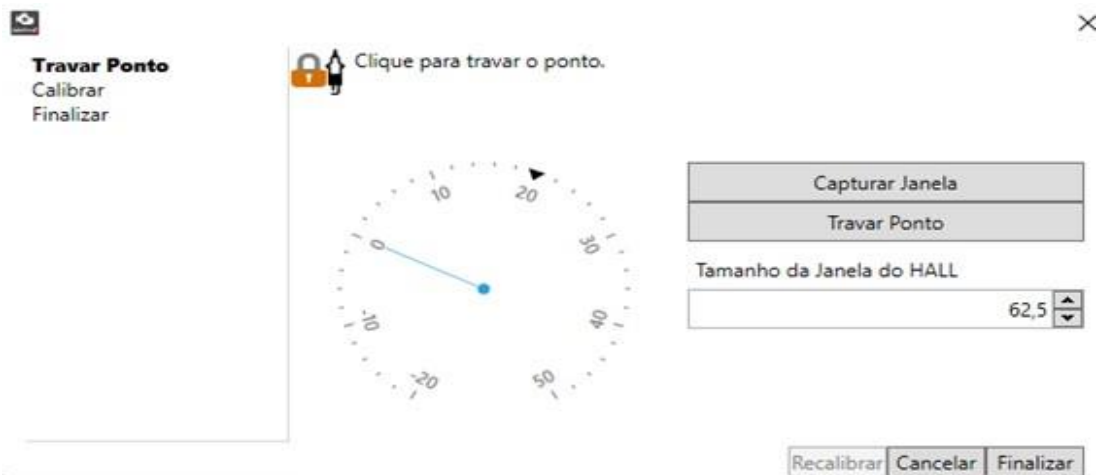 Travar Ponto
Calibrar
Finalizar
Clique para travar o ponto.
10
20
0
30
-10
40
-20
50
Capturar Janela
Travar Ponto
Tamanho da Janela do HALL
62,5
Recalibrar
Cancelar
Finalizar